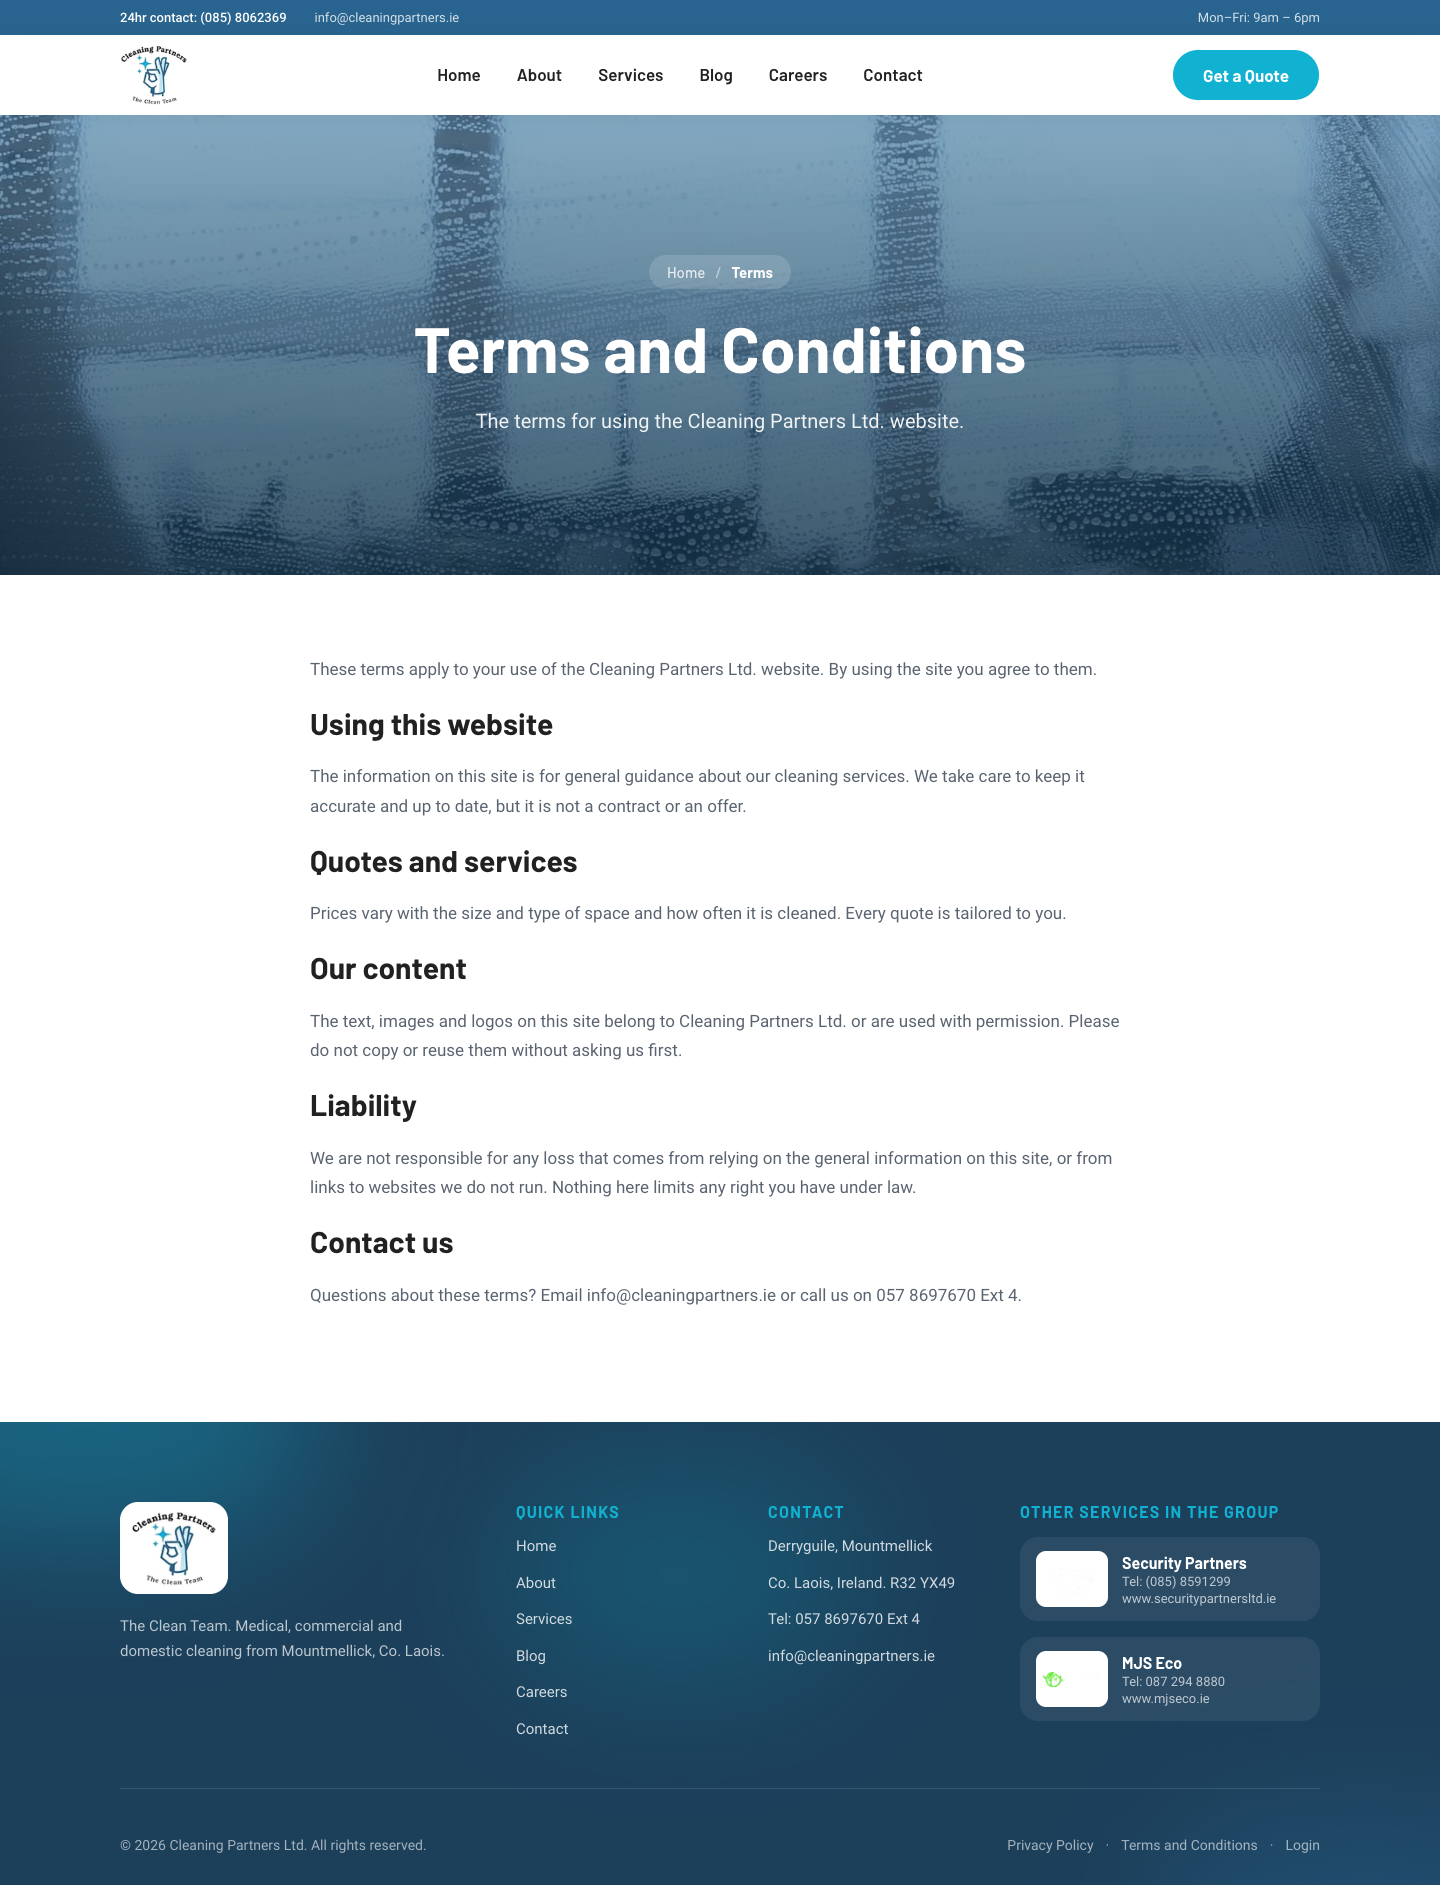 24hr contact: (085) 8062369
info@cleaningpartners.ie
Mon–Fri: 9am – 6pm
Cleaning Partners
The Clean Team
Home
About
Services
Blog
Careers
Contact
Get a Quote
Home / Terms
Terms and Conditions
The terms for using the Cleaning Partners Ltd. website.
These terms apply to your use of the Cleaning Partners Ltd. website. By using the site you agree to them.
Using this website
The information on this site is for general guidance about our cleaning services. We take care to keep it
accurate and up to date, but it is not a contract or an offer.
Quotes and services
Prices vary with the size and type of space and how often it is cleaned. Every quote is tailored to you.
Our content
The text, images and logos on this site belong to Cleaning Partners Ltd. or are used with permission. Please
do not copy or reuse them without asking us first.
Liability
We are not responsible for any loss that comes from relying on the general information on this site, or from
links to websites we do not run. Nothing here limits any right you have under law.
Contact us
Questions about these terms? Email info@cleaningpartners.ie or call us on 057 8697670 Ext 4.
Cleaning Partners
The Clean Team
The Clean Team. Medical, commercial and
domestic cleaning from Mountmellick, Co. Laois.
QUICK LINKS
Home
About
Services
Blog
Careers
Contact
CONTACT
Derryguile, Mountmellick
Co. Laois, Ireland. R32 YX49
Tel: 057 8697670 Ext 4
info@cleaningpartners.ie
OTHER SERVICES IN THE GROUP
Security Partners
Tel: (085) 8591299
www.securitypartnersltd.ie
MJS Eco
Tel: 087 294 8880
www.mjseco.ie
© 2026 Cleaning Partners Ltd. All rights reserved.
Privacy Policy · Terms and Conditions · Login